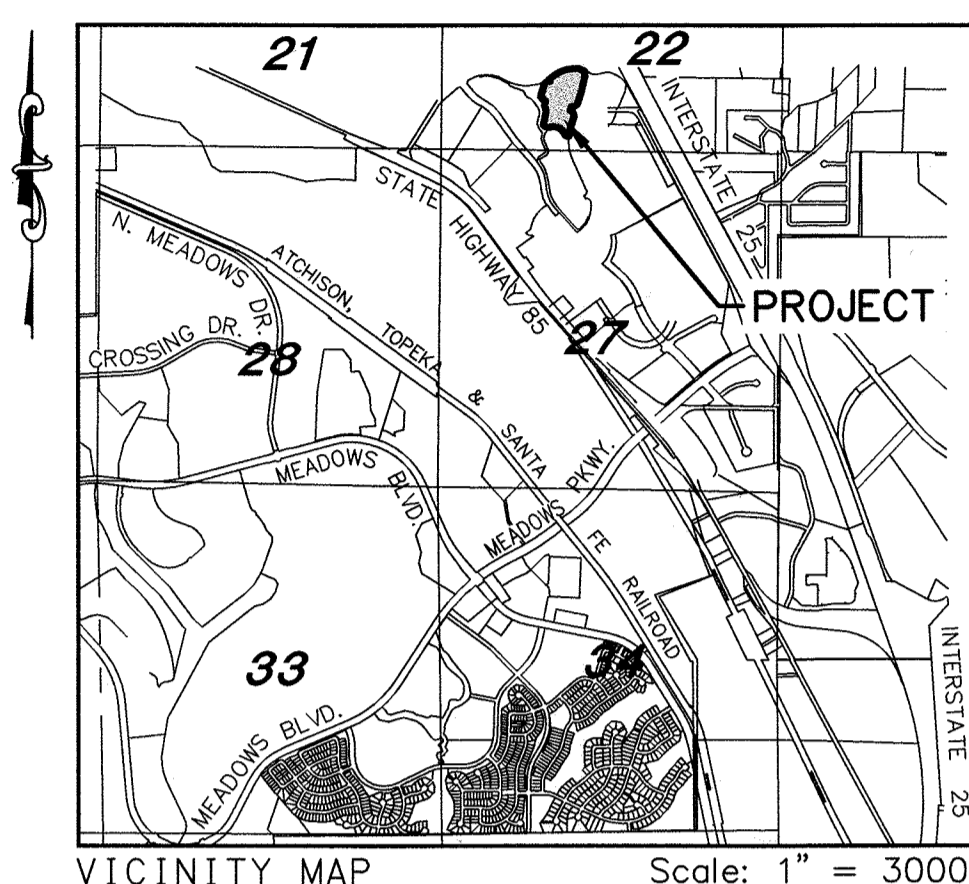 21
22
INTERSTATE 25
STATE HIGHWAY 85
N. MEADOWS DR.
ATCHISON, TOPEKA & SANTA FE RAILROAD
PROJECT
CROSSING DR.
28
27
MEADOWS BLVD.
MEADOWS PKWY.
33
34
MEADOWS BLVD.
INTERSTATE 25
VICINITY MAP
Scale: 1" = 3000